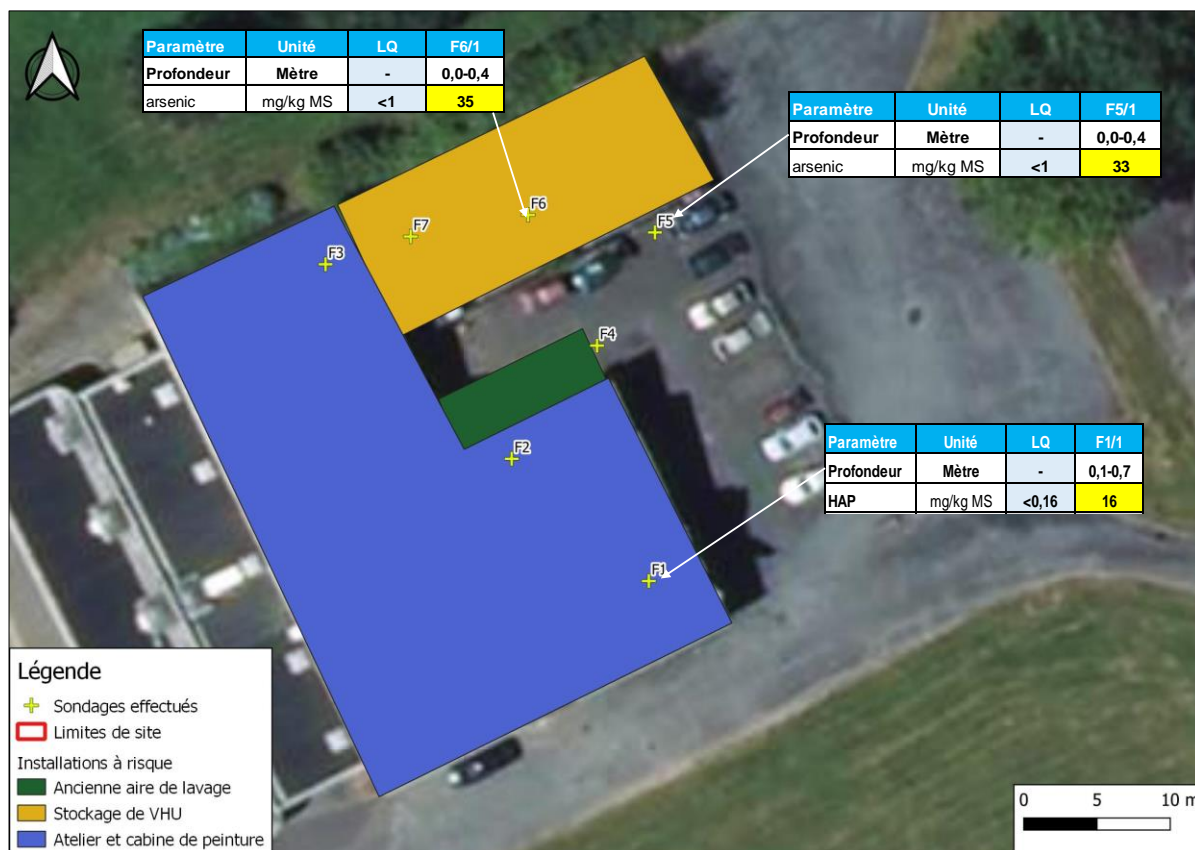 Paramètre Unité LQ F6/1
Profondeur Mètre - 0,0-0,4
arsenic mg/kg MS <1 35
Paramètre Unité LQ F5/1
Profondeur Mètre - 0,0-0,4
arsenic mg/kg MS <1 33
F6
F5
F7
F3
F4
F2
Paramètre Unité LQ F1/1
Profondeur Mètre - 0,1-0,7
HAP mg/kg MS <0,16 16
F1
Légende
Sondages effectués
Limites de site
Installations à risque
Ancienne aire de lavage
Stockage de VHU
Atelier et cabine de peinture
0 5 10 m